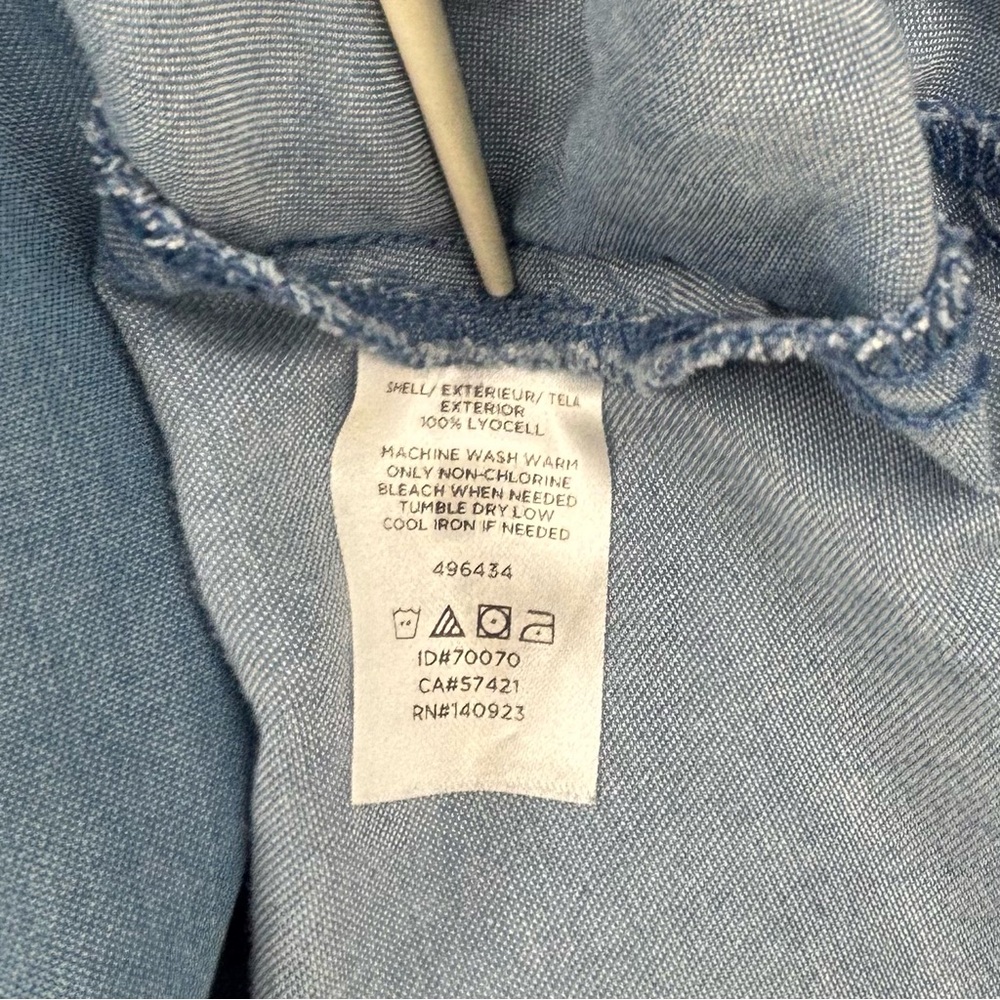 SHELL/ EXTÉRIEUR/ TELA
EXTERIOR
100% LYOCELL
MACHINE WASH WARM
ONLY NON-CHLORINE
BLEACH WHEN NEEDED
TUMBLE DRY LOW
COOL IRON IF NEEDED
496434
ID#70070
CA#57421
RN#140923